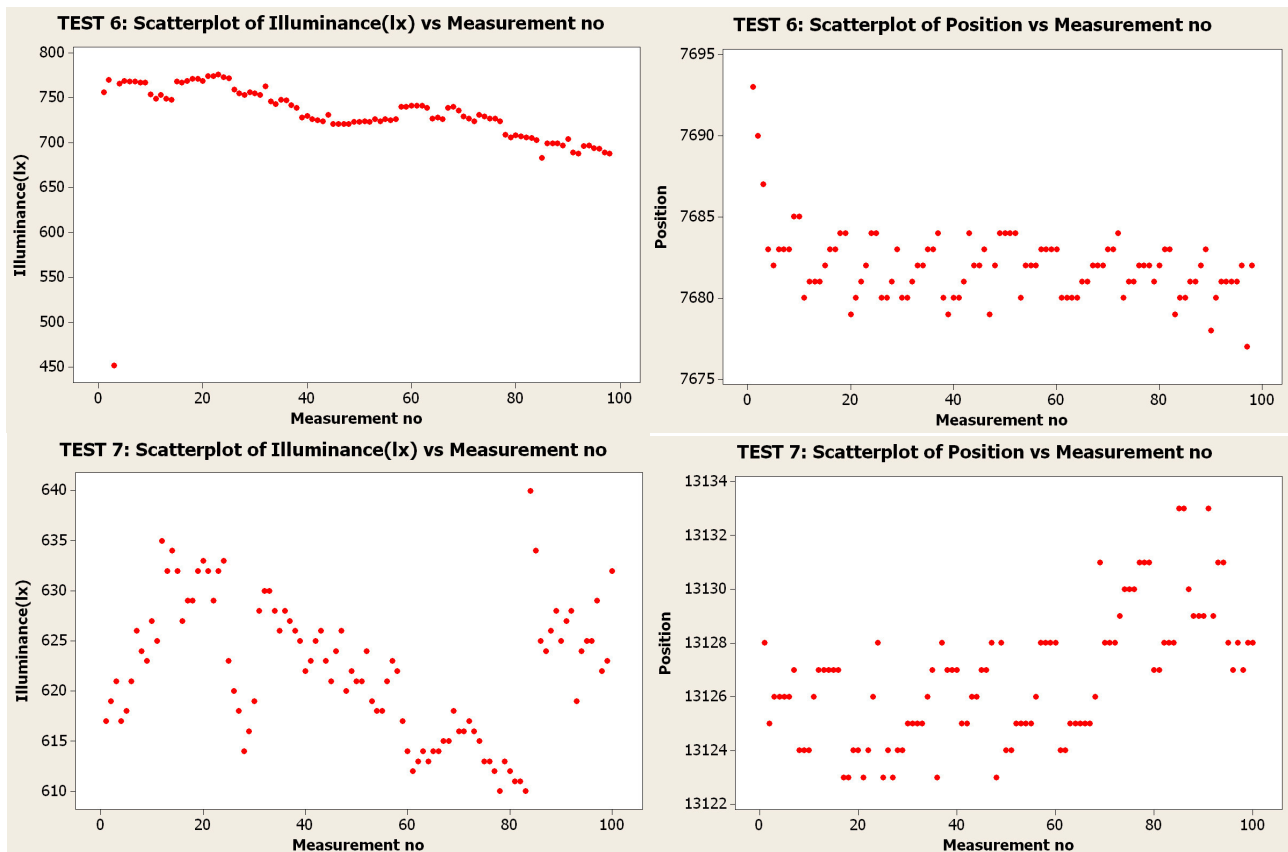 TEST 6: Scatterplot of Illuminance(lx) vs Measurement no
800
750
700
650
600
550
500
450
Illuminance(lx)
0 20 40 60 80 100
Measurement no
TEST 6: Scatterplot of Position vs Measurement no
7695
7690
7685
7680
7675
Position
0 20 40 60 80 100
Measurement no
TEST 7: Scatterplot of Illuminance(lx) vs Measurement no
640
635
630
625
620
615
610
Illuminance(lx)
0 20 40 60 80 100
Measurement no
TEST 7: Scatterplot of Position vs Measurement no
13134
13132
13130
13128
13126
13124
13122
Position
0 20 40 60 80 100
Measurement no